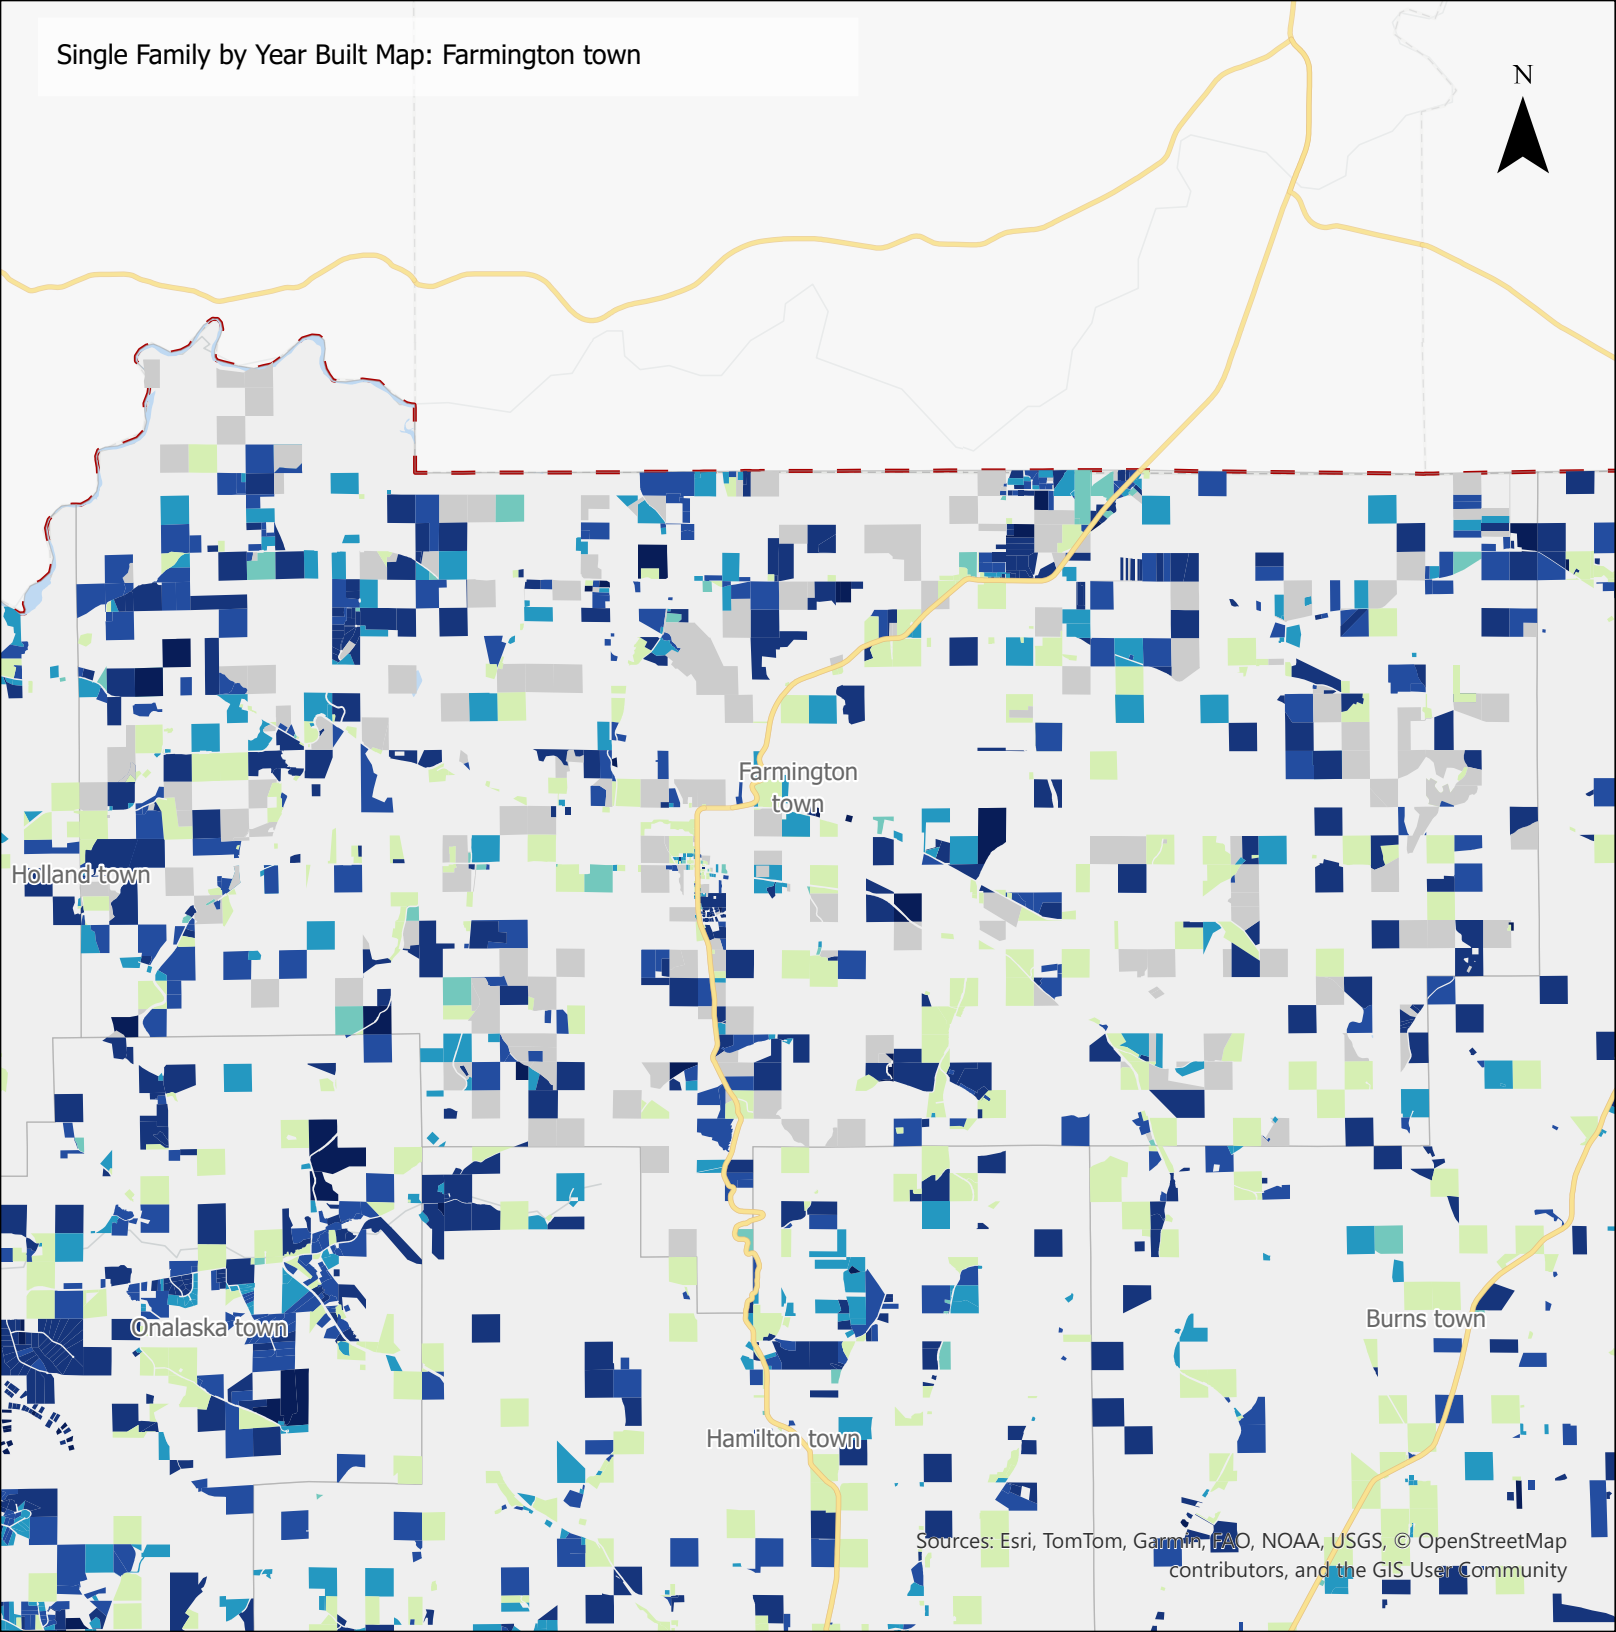 Single Family by Year Built Map: Farmington town
N
Farmington
town
Holland town
Onalaska town
Burns town
Hamilton town
Sources: Esri, TomTom, Garmin, FAO, NOAA, USGS, © OpenStreetMap
contributors, and the GIS User Community